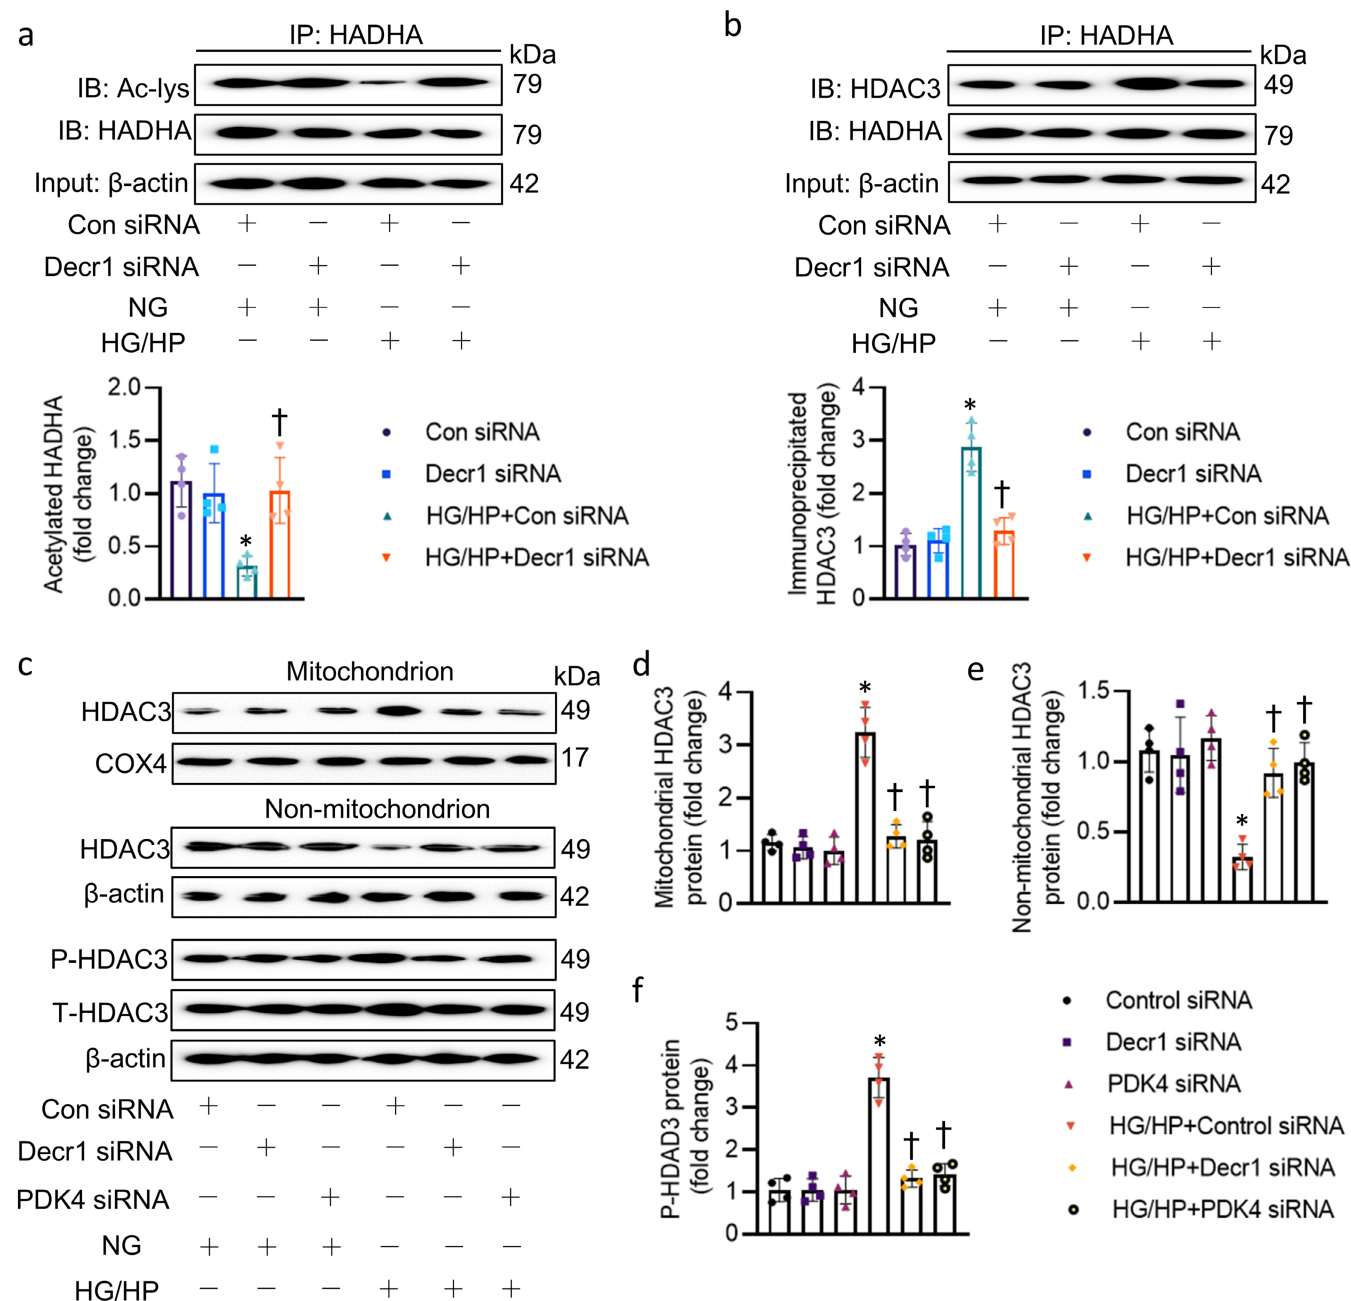 a
IP: HADHA
kDa
IB: Ac-lys
79
IB: HADHA
79
Input: β-actin
42
Con siRNA + − + −
Decr1 siRNA − + − +
NG + + − −
HG/HP − − + +
Acetylated HADHA
(fold change)
2.0
1.5
1.0
0.5
0.0
*
†
Con siRNA
Decr1 siRNA
HG/HP+Con siRNA
HG/HP+Decr1 siRNA
b
IP: HADHA
kDa
IB: HDAC3
49
IB: HADHA
79
Input: β-actin
42
Con siRNA + − + −
Decr1 siRNA − + − +
NG + + − −
HG/HP − − + +
Immunoprecipitated
HDAC3 (fold change)
4
3
2
1
0
*
†
Con siRNA
Decr1 siRNA
HG/HP+Con siRNA
HG/HP+Decr1 siRNA
c
Mitochondrion
kDa
HDAC3
49
COX4
17
Non-mitochondrion
HDAC3
49
β-actin
42
P-HDAC3
49
T-HDAC3
49
β-actin
42
Con siRNA + − − + − −
Decr1 siRNA − + − − + −
PDK4 siRNA − − + − − +
NG + + + − − −
HG/HP − − − + + +
d
Mitochondrial HDAC3
protein (fold change)
4
3
2
1
0
*
†
†
e
Non-mitochondrial HDAC3
protein (fold change)
1.5
1.0
0.5
0.0
*
†
†
f
P-HDAD3 protein
(fold change)
5
4
3
2
1
0
*
†
†
Control siRNA
Decr1 siRNA
PDK4 siRNA
HG/HP+Control siRNA
HG/HP+Decr1 siRNA
HG/HP+PDK4 siRNA